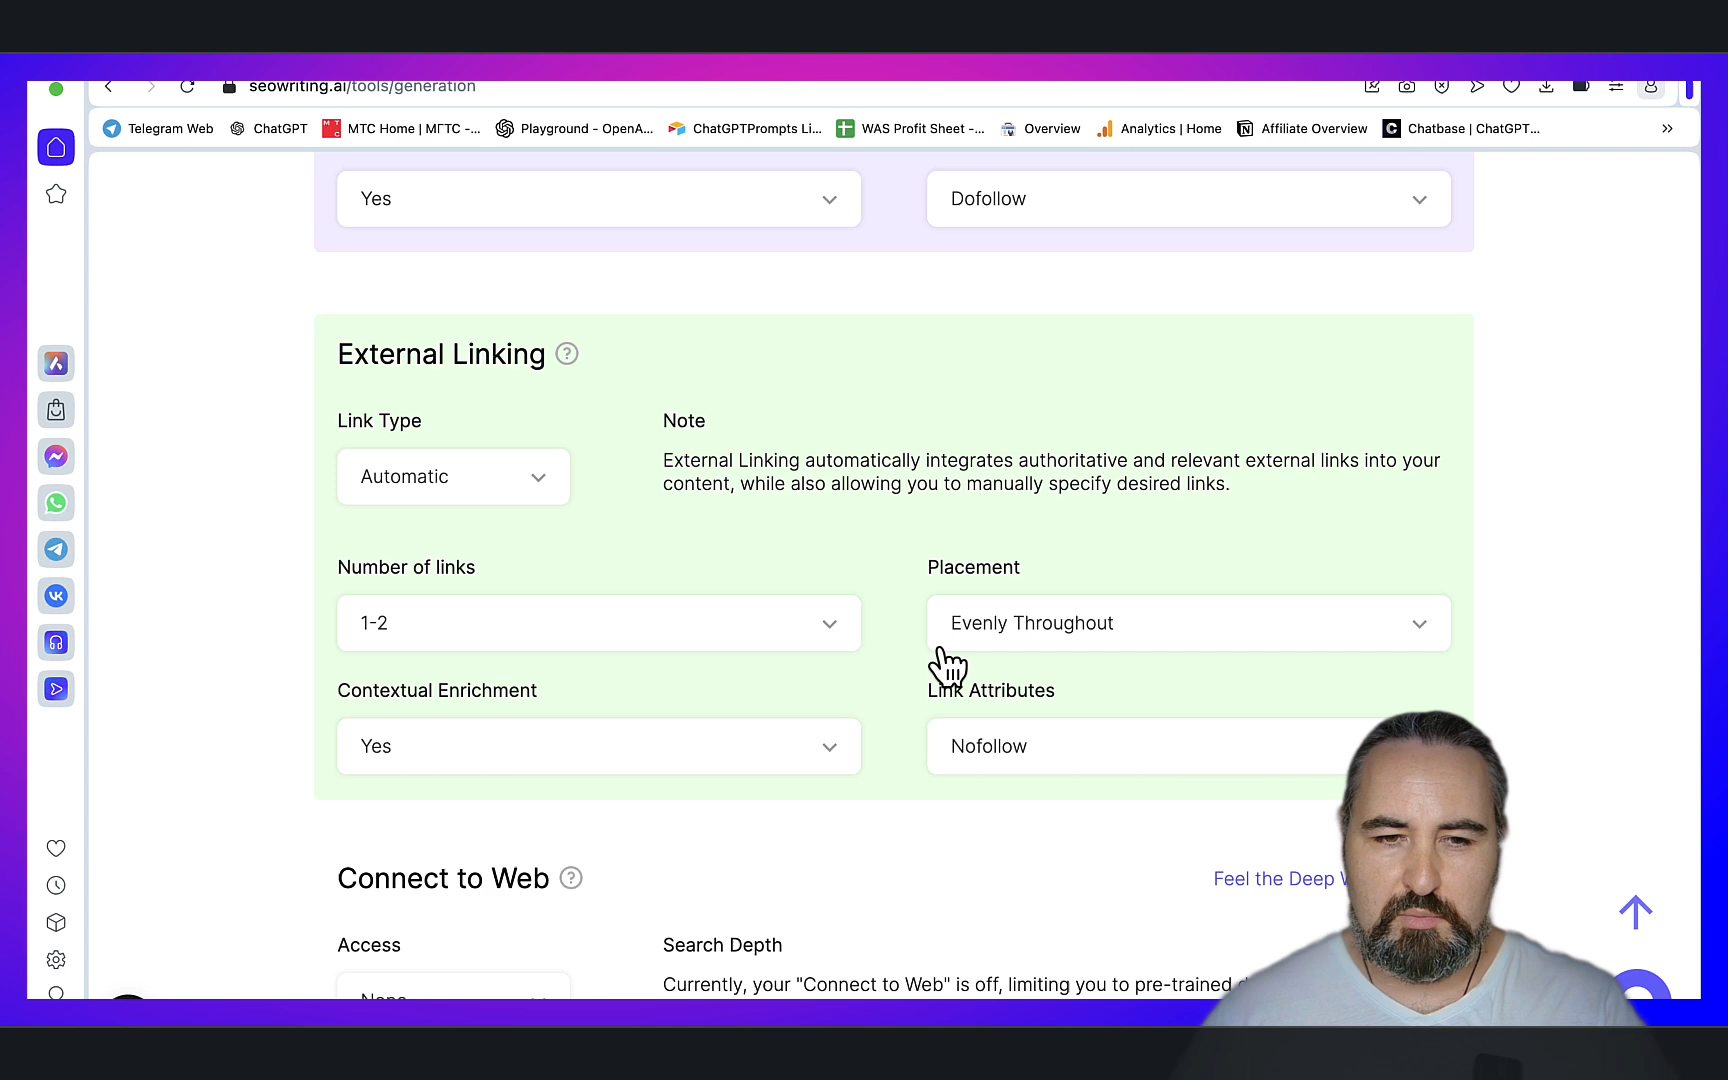 seowriting.ai/tools/generation
Telegram Web ChatGPT МТС Home | МГТС -... Playground - OpenA... ChatGPTPrompts Li... WAS Profit Sheet -... Overview Analytics | Home Affiliate Overview Chatbase | ChatGPT...
Yes Dofollow
External Linking
Link Type Note
Automatic External Linking automatically integrates authoritative and relevant external links into your
content, while also allowing you to manually specify desired links.
Number of links Placement
1-2 Evenly Throughout
Contextual Enrichment Link Attributes
Yes Nofollow
Connect to Web Feel the Deep
Access Search Depth
None Currently, your "Connect to Web" is off, limiting you to pre-trained